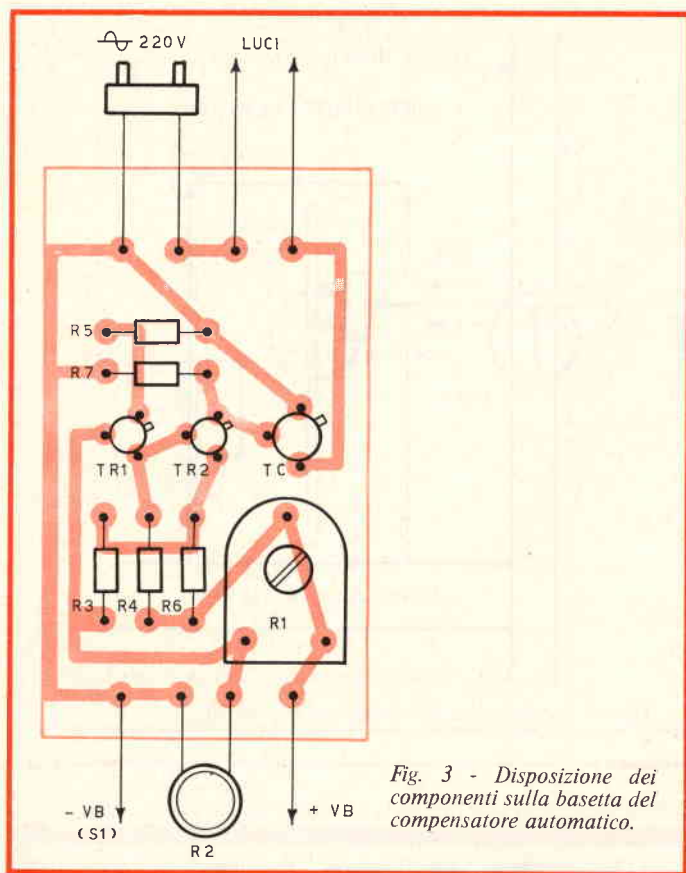 220V
LUCI
R5
R7
TR1
TR2
TC
R3
R4
R6
R1
- VB
(S1)
R2
+ VB
Fig. 3 - Disposizione dei
componenti sulla basetta del
compensatore automatico.